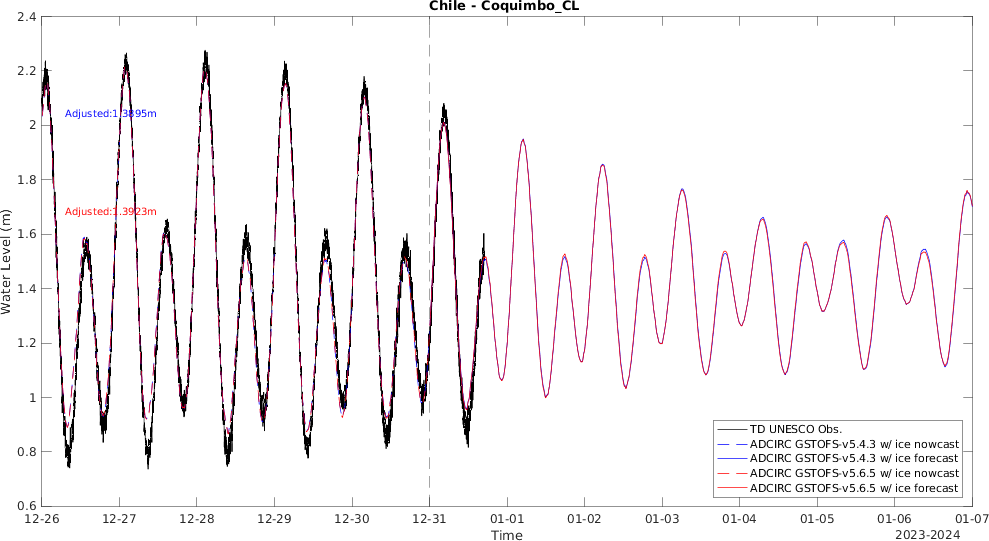 Chile - Coquimbo_CL
2.4
2.2
2
1.8
1.6
1.4
1.2
1
0.8
0.6
Water Level (m)
Adjusted:1.3895m
Adjusted:1.3923m
TD UNESCO Obs.
ADCIRC GSTOFS-v5.4.3 w/ ice nowcast
ADCIRC GSTOFS-v5.4.3 w/ ice forecast
ADCIRC GSTOFS-v5.6.5 w/ ice nowcast
ADCIRC GSTOFS-v5.6.5 w/ ice forecast
12-26 12-27 12-28 12-29 12-30 12-31 01-01 01-02 01-03 01-04 01-05 01-06 01-07
Time
2023-2024